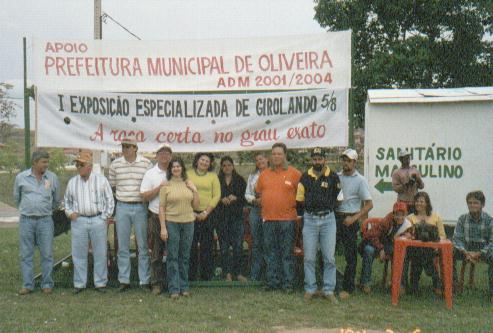 APOIO
PREFEITURA MUNICIPAL DE OLIVEIRA
ADM 2001/2004
I EXPOSIÇÃO ESPECIALIZADA DE GIROLANDO 5/8
A raça certa no grau exato
SANITÁRIO
MASCULINO